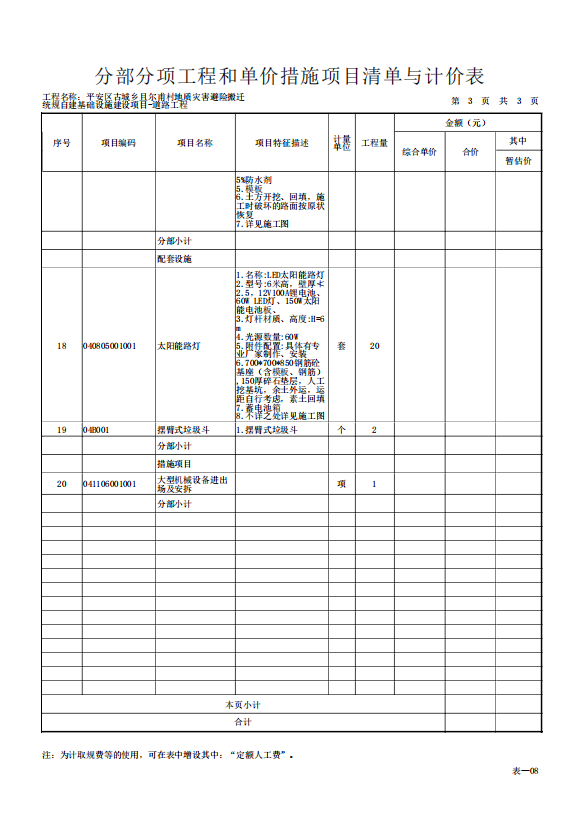 分部分项工程和单价措施项目清单与计价表
工程名称：平安区古城乡且尔甫村地质灾害避险搬迁
统规自建基础设施建设项目-道路工程
第 3 页 共 3 页
序号 项目编码 项目名称 项目特征描述 计量单位 工程量 金额（元）
综合单价 合价 其中
暂估价
5%防水剂
5.模板
6.土方开挖、回填，施
工时破坏的路面按原状
恢复
7.详见施工图
分部小计
配套设施
18 040805001001 太阳能路灯
1.名称:LED太阳能路灯
2.型号:6米高，壁厚≮
2.5，12V100A锂电池、
60W LED灯、150W太阳
能电池板、
3.灯杆材质、高度:H=6
m
4.光源数量:60W
5.附件配置:具体有专
业厂家制作、安装
6.700*700*850钢筋砼
基座（含模板、钢筋）
,150厚碎石垫层，人工
挖基坑，余土外运，运
距自行考虑，素土回填
7.蓄电池箱
8.不详之处详见施工图
套 20
19 04B001 摆臂式垃圾斗 1.摆臂式垃圾斗 个 2
分部小计
措施项目
20 041106001001 大型机械设备进出
场及安拆
项 1
分部小计
本页小计
合计
注：为计取规费等的使用，可在表中增设其中：“定额人工费”。
表—08